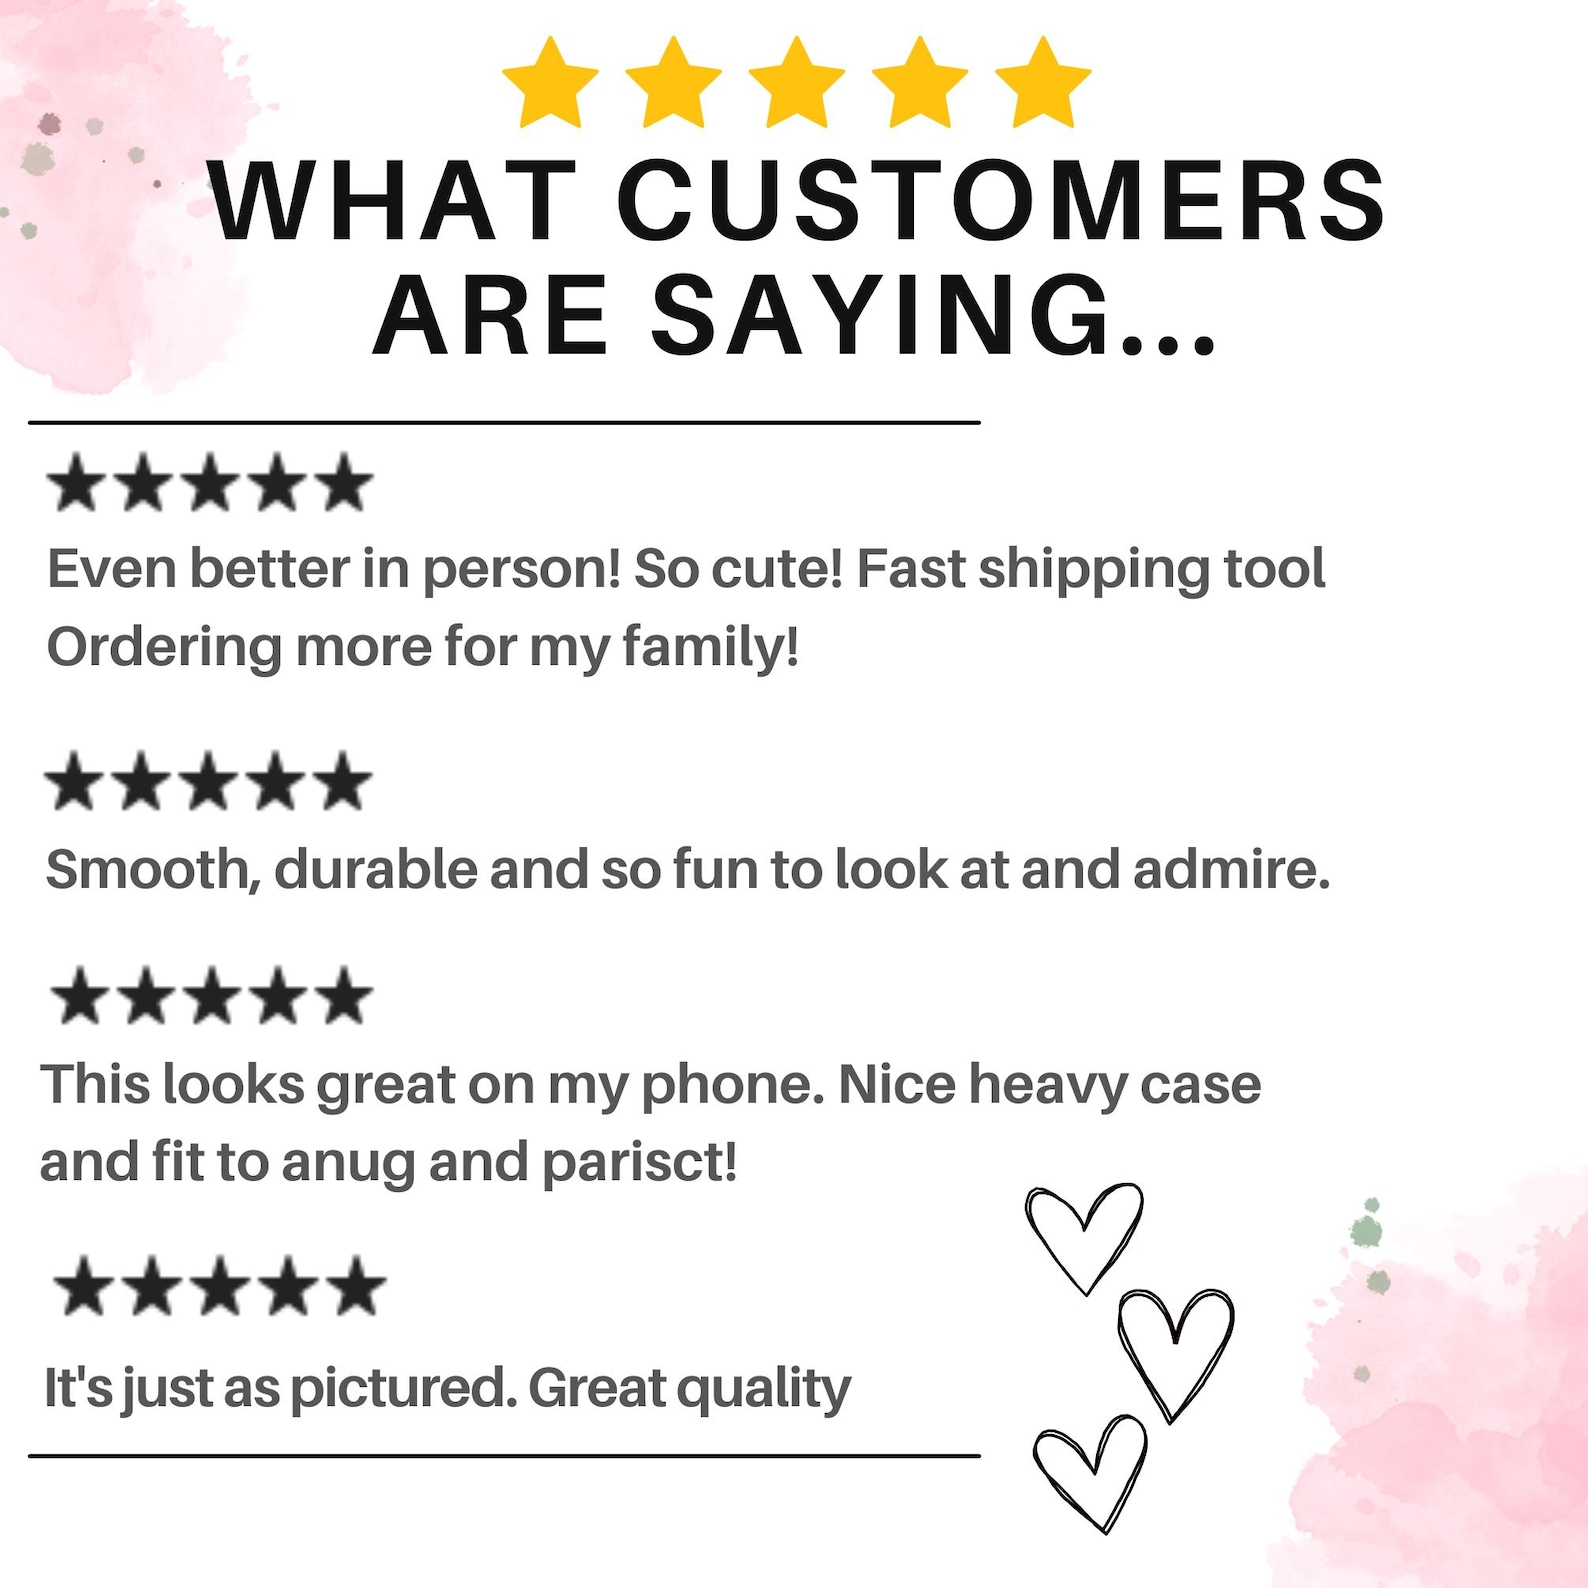 WHAT CUSTOMERS
ARE SAYING...
Even better in person! So cute! Fast shipping tool
Ordering more for my family!
Smooth, durable and so fun to look at and admire.
This looks great on my phone. Nice heavy case
and fit to anug and parisct!
It's just as pictured. Great quality